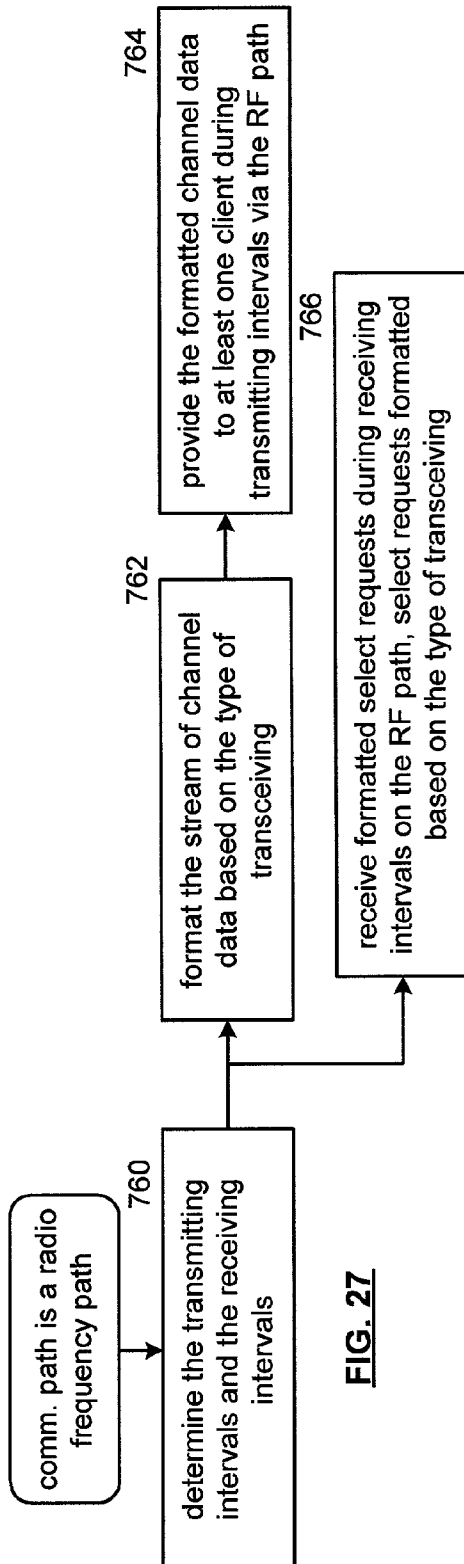 comm. path is a radio
frequency path
760
determine the transmitting
intervals and the receiving
intervals
762
format the stream of channel
data based on the type of
transceiving
764
provide the formatted channel data
to at least one client during
transmitting intervals via the RF path
766
receive formatted select requests during receiving
intervals on the RF path, select requests formatted
based on the type of transceiving
FIG. 27